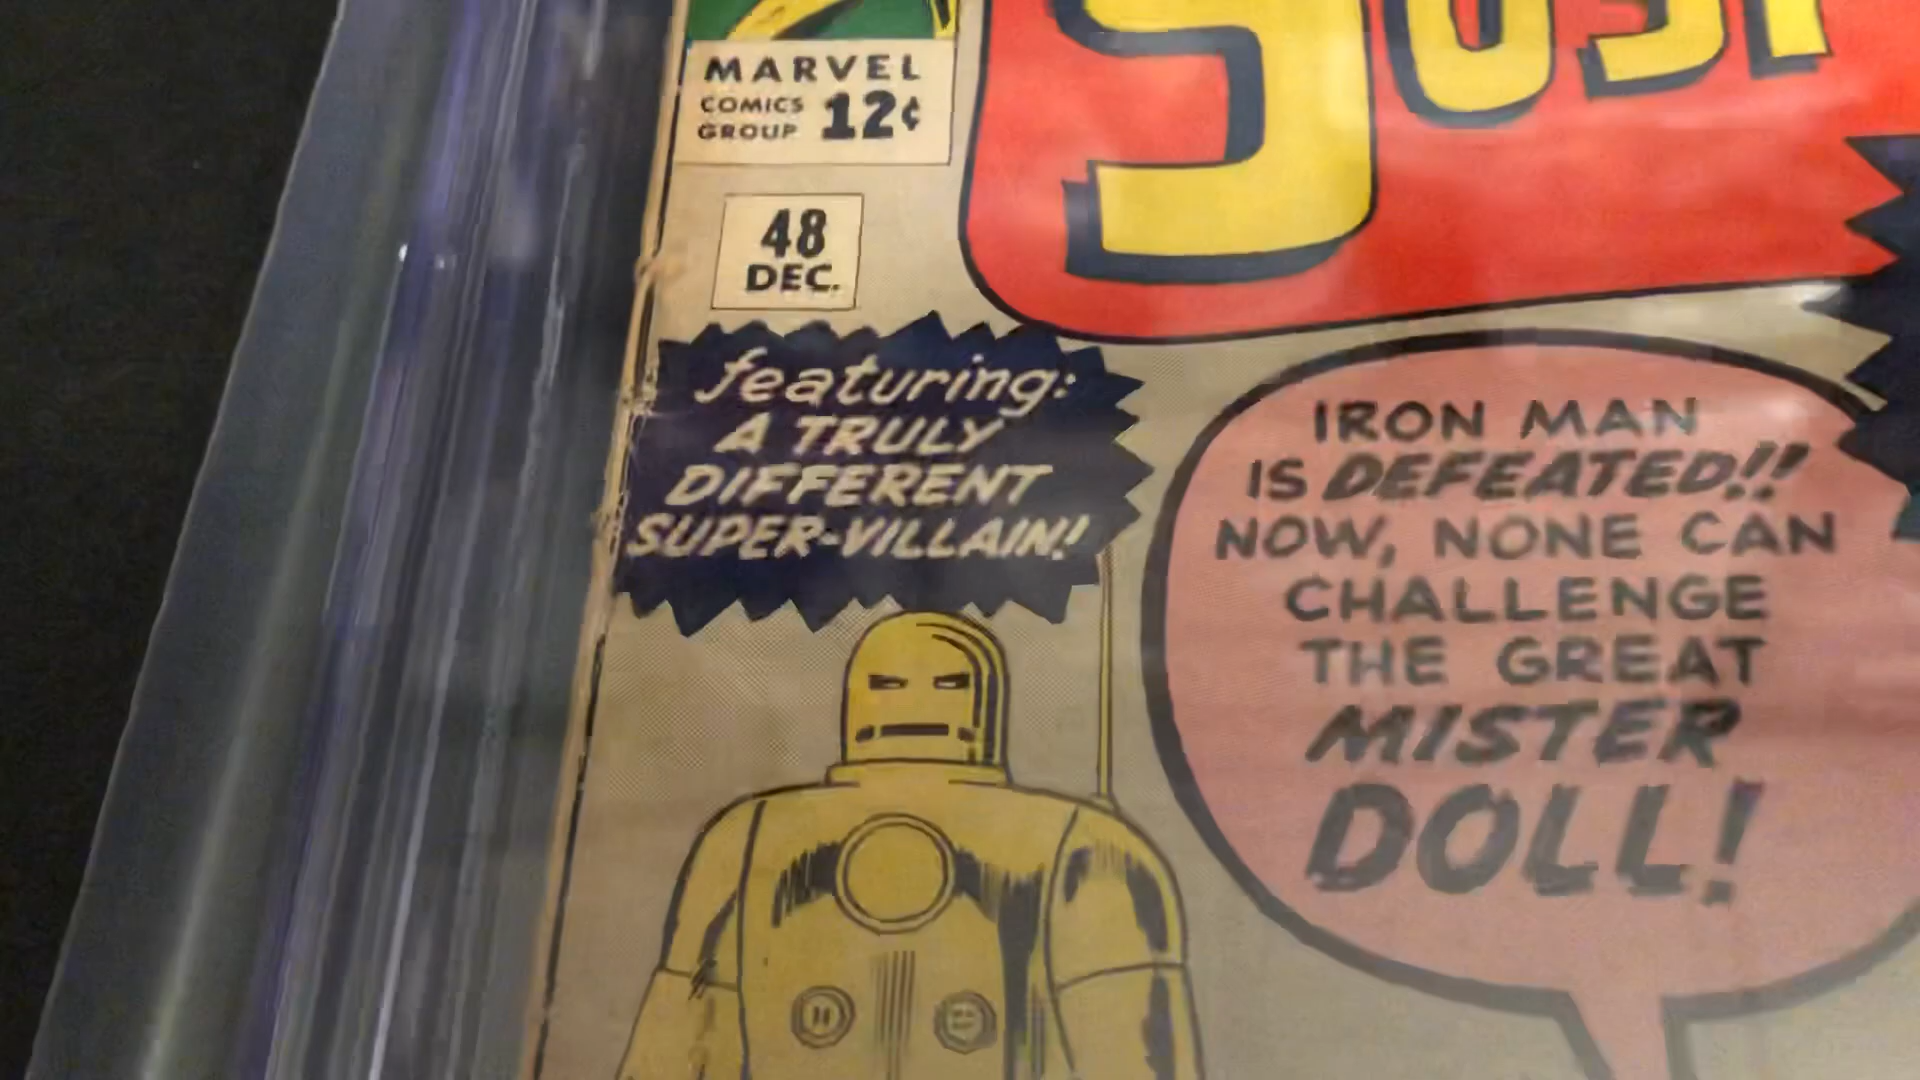 MARVEL
COMICS
GROUP 12¢
SUSP
48
DEC.
featuring:
A TRULY
DIFFERENT
SUPER-VILLAIN!
IRON MAN
IS DEFEATED!!
NOW, NONE CAN
CHALLENGE
THE GREAT
MISTER
DOLL!